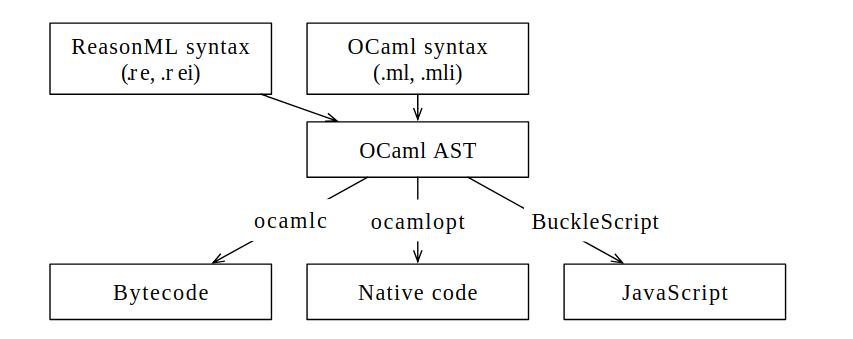 ReasonML syntax
(.re, .rei)
OCaml syntax
(.ml, .mli)
OCaml AST
ocamlc
ocamlopt
BuckleScript
Bytecode
Native code
JavaScript